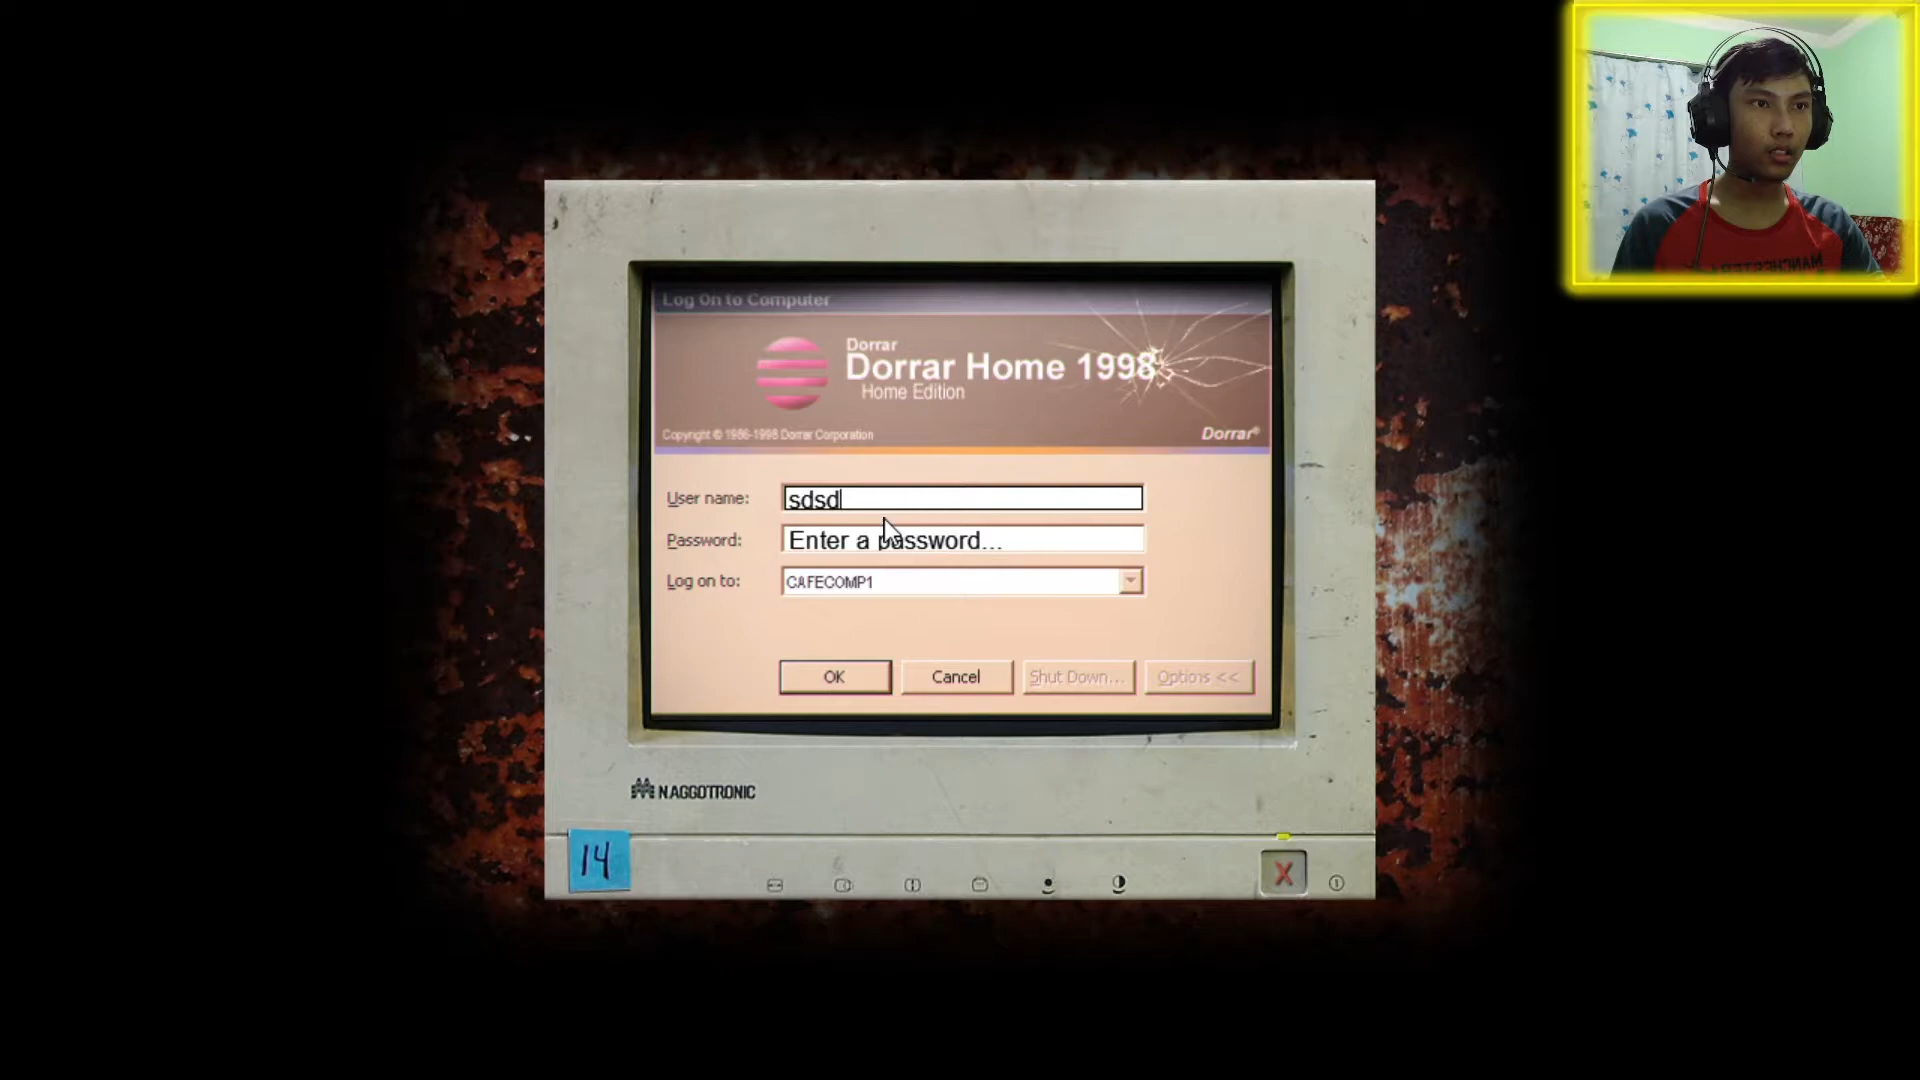 Log On to Computer
Dorrar
Dorrar Home 1998
Home Edition
Copyright © 1986-1998 Dorrar Corporation
Dorrar®
User name: sdsd
Password: Enter a password...
Log on to: CAFECOMP1
OK Cancel Shut Down... Options <<
NAGGOTRONIC
14
X